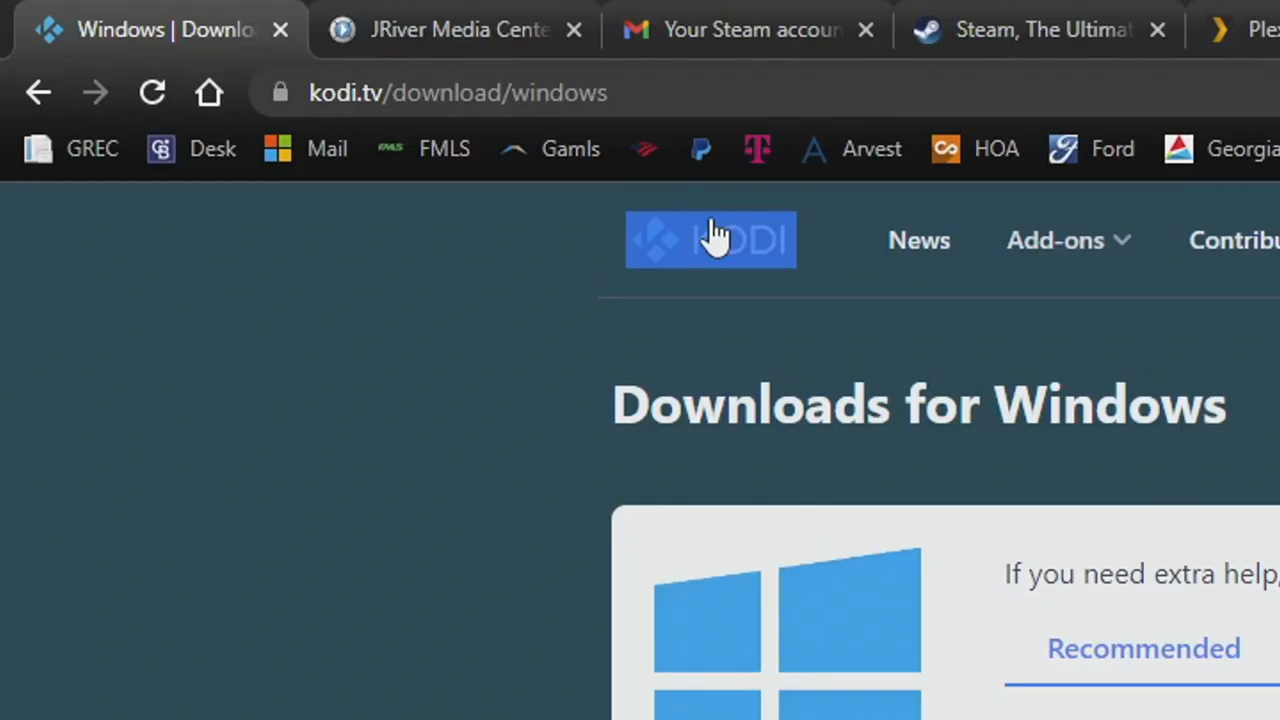 Windows | Downlo JRiver Media Cente Your Steam accoun Steam, The Ultimat Ple
kodi.tv/download/windows
GREC Desk Mail FMLS FMLS Gamls T Arvest HOA Ford Georgia
KODI News Add-ons Contribu
Downloads for Windows
If you need extra help,
Recommended